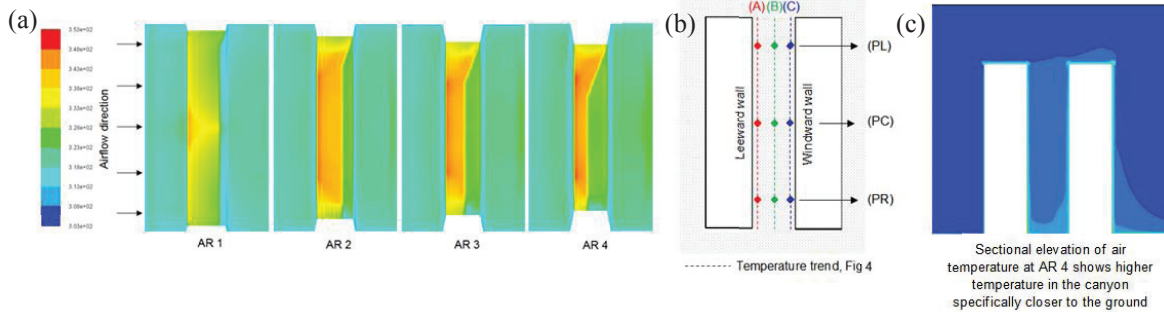 (a)
Airflow direction
3.53e+02
3.48e+02
3.43e+02
3.38e+02
3.33e+02
3.28e+02
3.23e+02
3.18e+02
3.13e+02
3.08e+02
3.03e+02
AR 1
AR 2
AR 3
AR 4
(b)
(A) (B) (C)
Leeward wall
Windward wall
(PL)
(PC)
(PR)
Temperature trend, Fig 4
(c)
Sectional elevation of air
temperature at AR 4 shows higher
temperature in the canyon
specifically closer to the ground